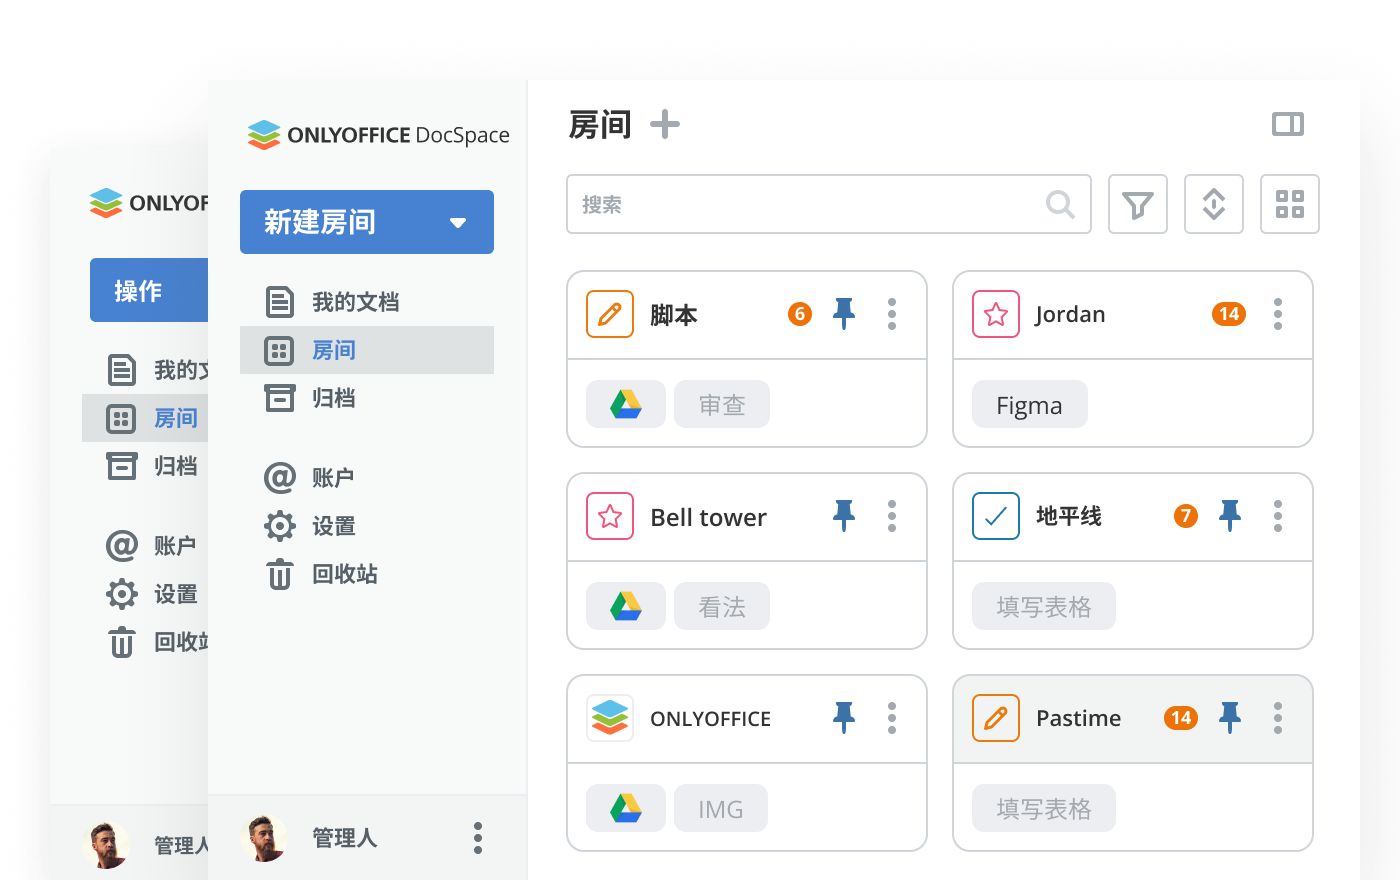 ONLYOF
操作
我的文
房间
归档
账户
设置
回收站
管理人
ONLYOFFICE DocSpace
新建房间
我的文档
房间
归档
账户
设置
回收站
管理人
房间
搜索
脚本 6
审查
Jordan 14
Figma
Bell tower
看法
地平线 7
填写表格
ONLYOFFICE
IMG
Pastime 14
填写表格